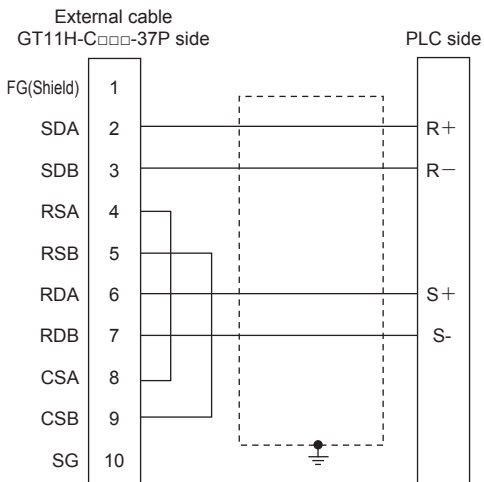 External cable
GT11H-C□□□-37P side
PLC side
FG(Shield) 1
SDA 2 R+
SDB 3 R−
RSA 4
RSB 5
RDA 6 S+
RDB 7 S-
CSA 8
CSB 9
SG 10